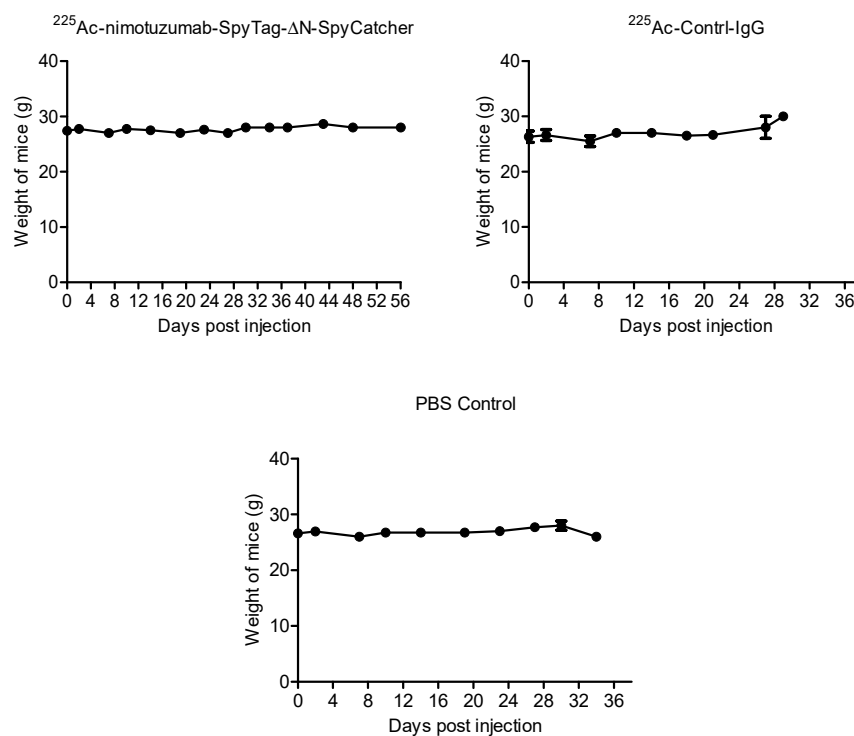 ²²⁵Ac-nimotuzumab-SpyTag-ΔN-SpyCatcher
40
30
20
10
0
Weight of mice (g)
0 4 8 12 16 20 24 28 32 36 40 44 48 52 56
Days post injection
²²⁵Ac-Contrl-IgG
40
30
20
10
0
Weight of mice (g)
0 4 8 12 16 20 24 28 32 36
Days post injection
PBS Control
40
30
20
10
0
Weight of mice (g)
0 4 8 12 16 20 24 28 32 36
Days post injection